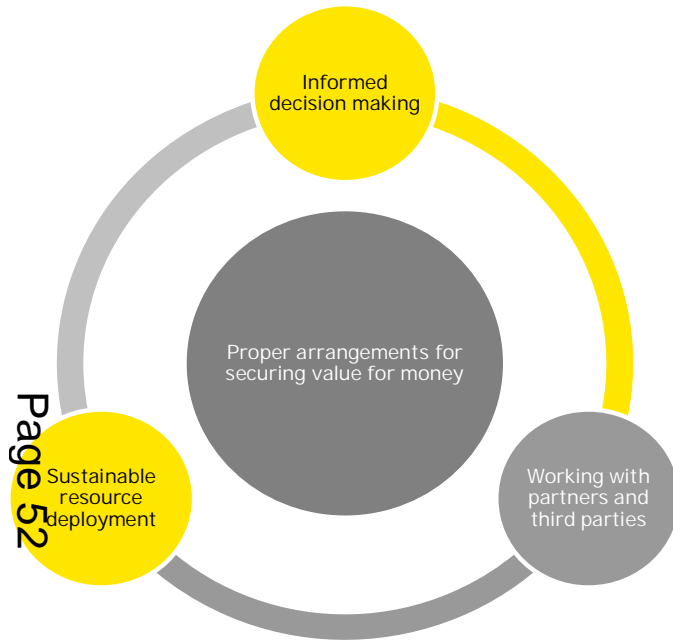 Informed
decision making
Proper arrangements for
securing value for money
Page 52
Sustainable
resource
deployment
Working with
partners and
third parties